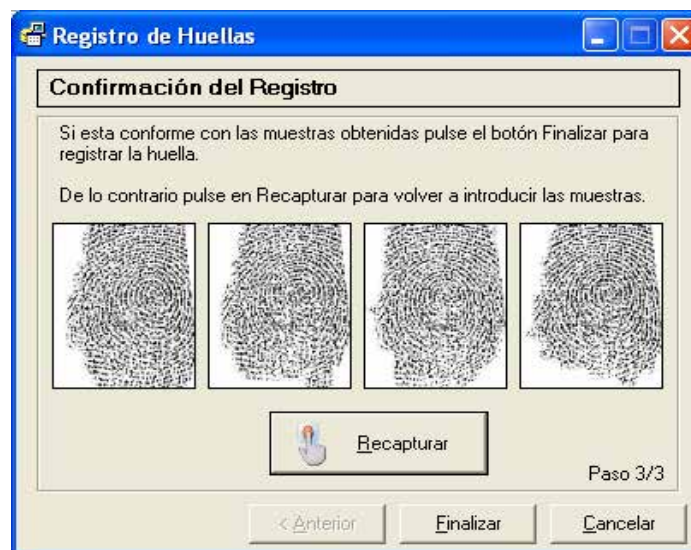 Registro de Huellas
Confirmación del Registro
Si esta conforme con las muestras obtenidas pulse el botón Finalizar para
registrar la huella.
De lo contrario pulse en Recapturar para volver a introducir las muestras.
Recapturar
Paso 3/3
< Anterior
Finalizar
Cancelar